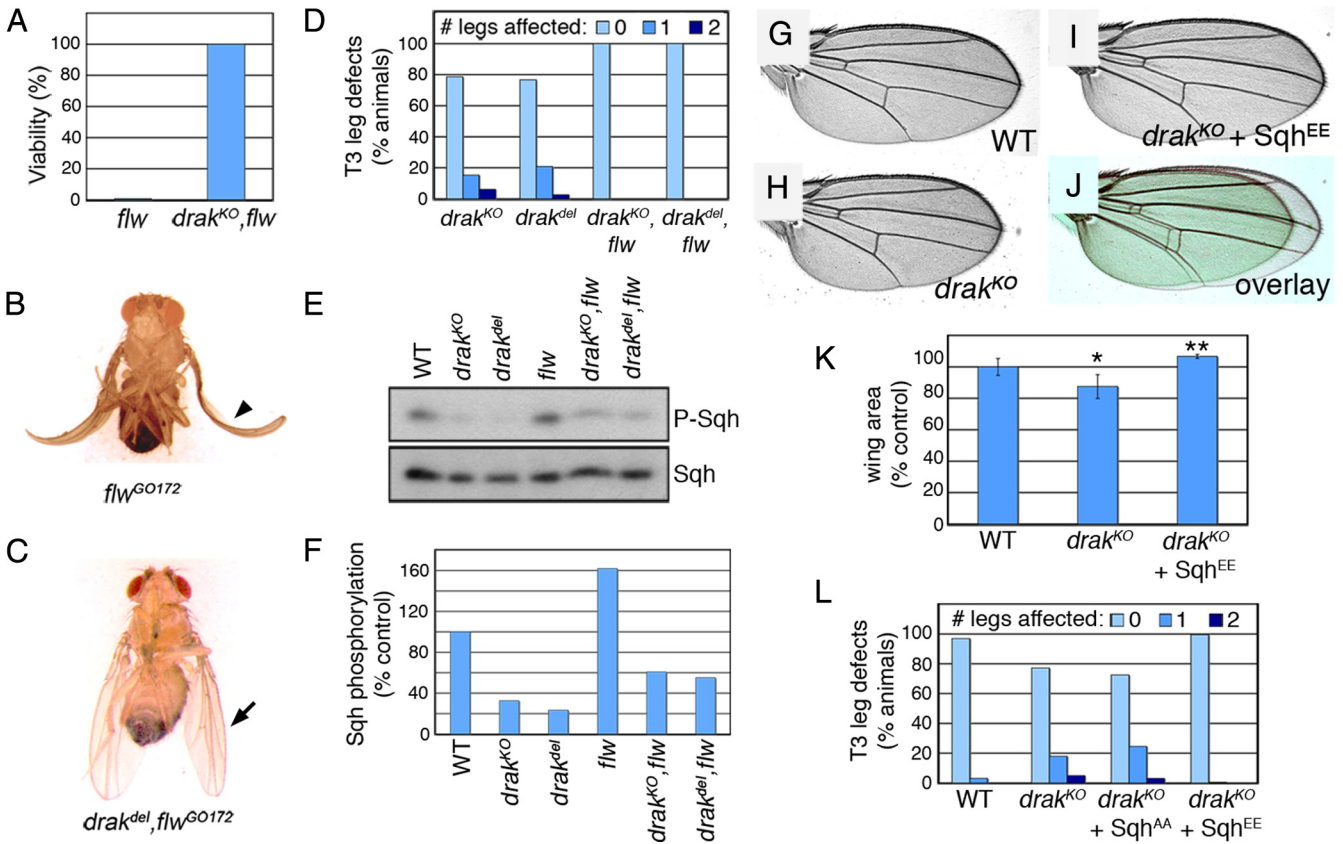 A
Viability (%)
100
80
60
40
20
0
flw
drakKO,flw
B
flwGO172
C
drakdel,flwGO172
D
# legs affected: 0 1 2
T3 leg defects
(% animals)
100
80
60
40
20
0
drakKO
drakdel
drakKO,
flw
drakdel,
flw
E
WT
drakKO
drakdel
flw
drakKO,flw
drakdel,flw
P-Sqh
Sqh
F
Sqh phosphorylation
(% control)
160
120
80
40
0
WT
drakKO
drakdel
flw
drakKO,flw
drakdel,flw
G
WT
H
drakKO
I
drakKO + SqhEE
J
overlay
K
wing area
(% control)
100
80
60
40
20
0
*
**
WT
drakKO
drakKO
+ SqhEE
L
# legs affected: 0 1 2
T3 leg defects
(% animals)
100
80
60
40
20
0
WT
drakKO
drakKO
+ SqhAA
drakKO
+ SqhEE